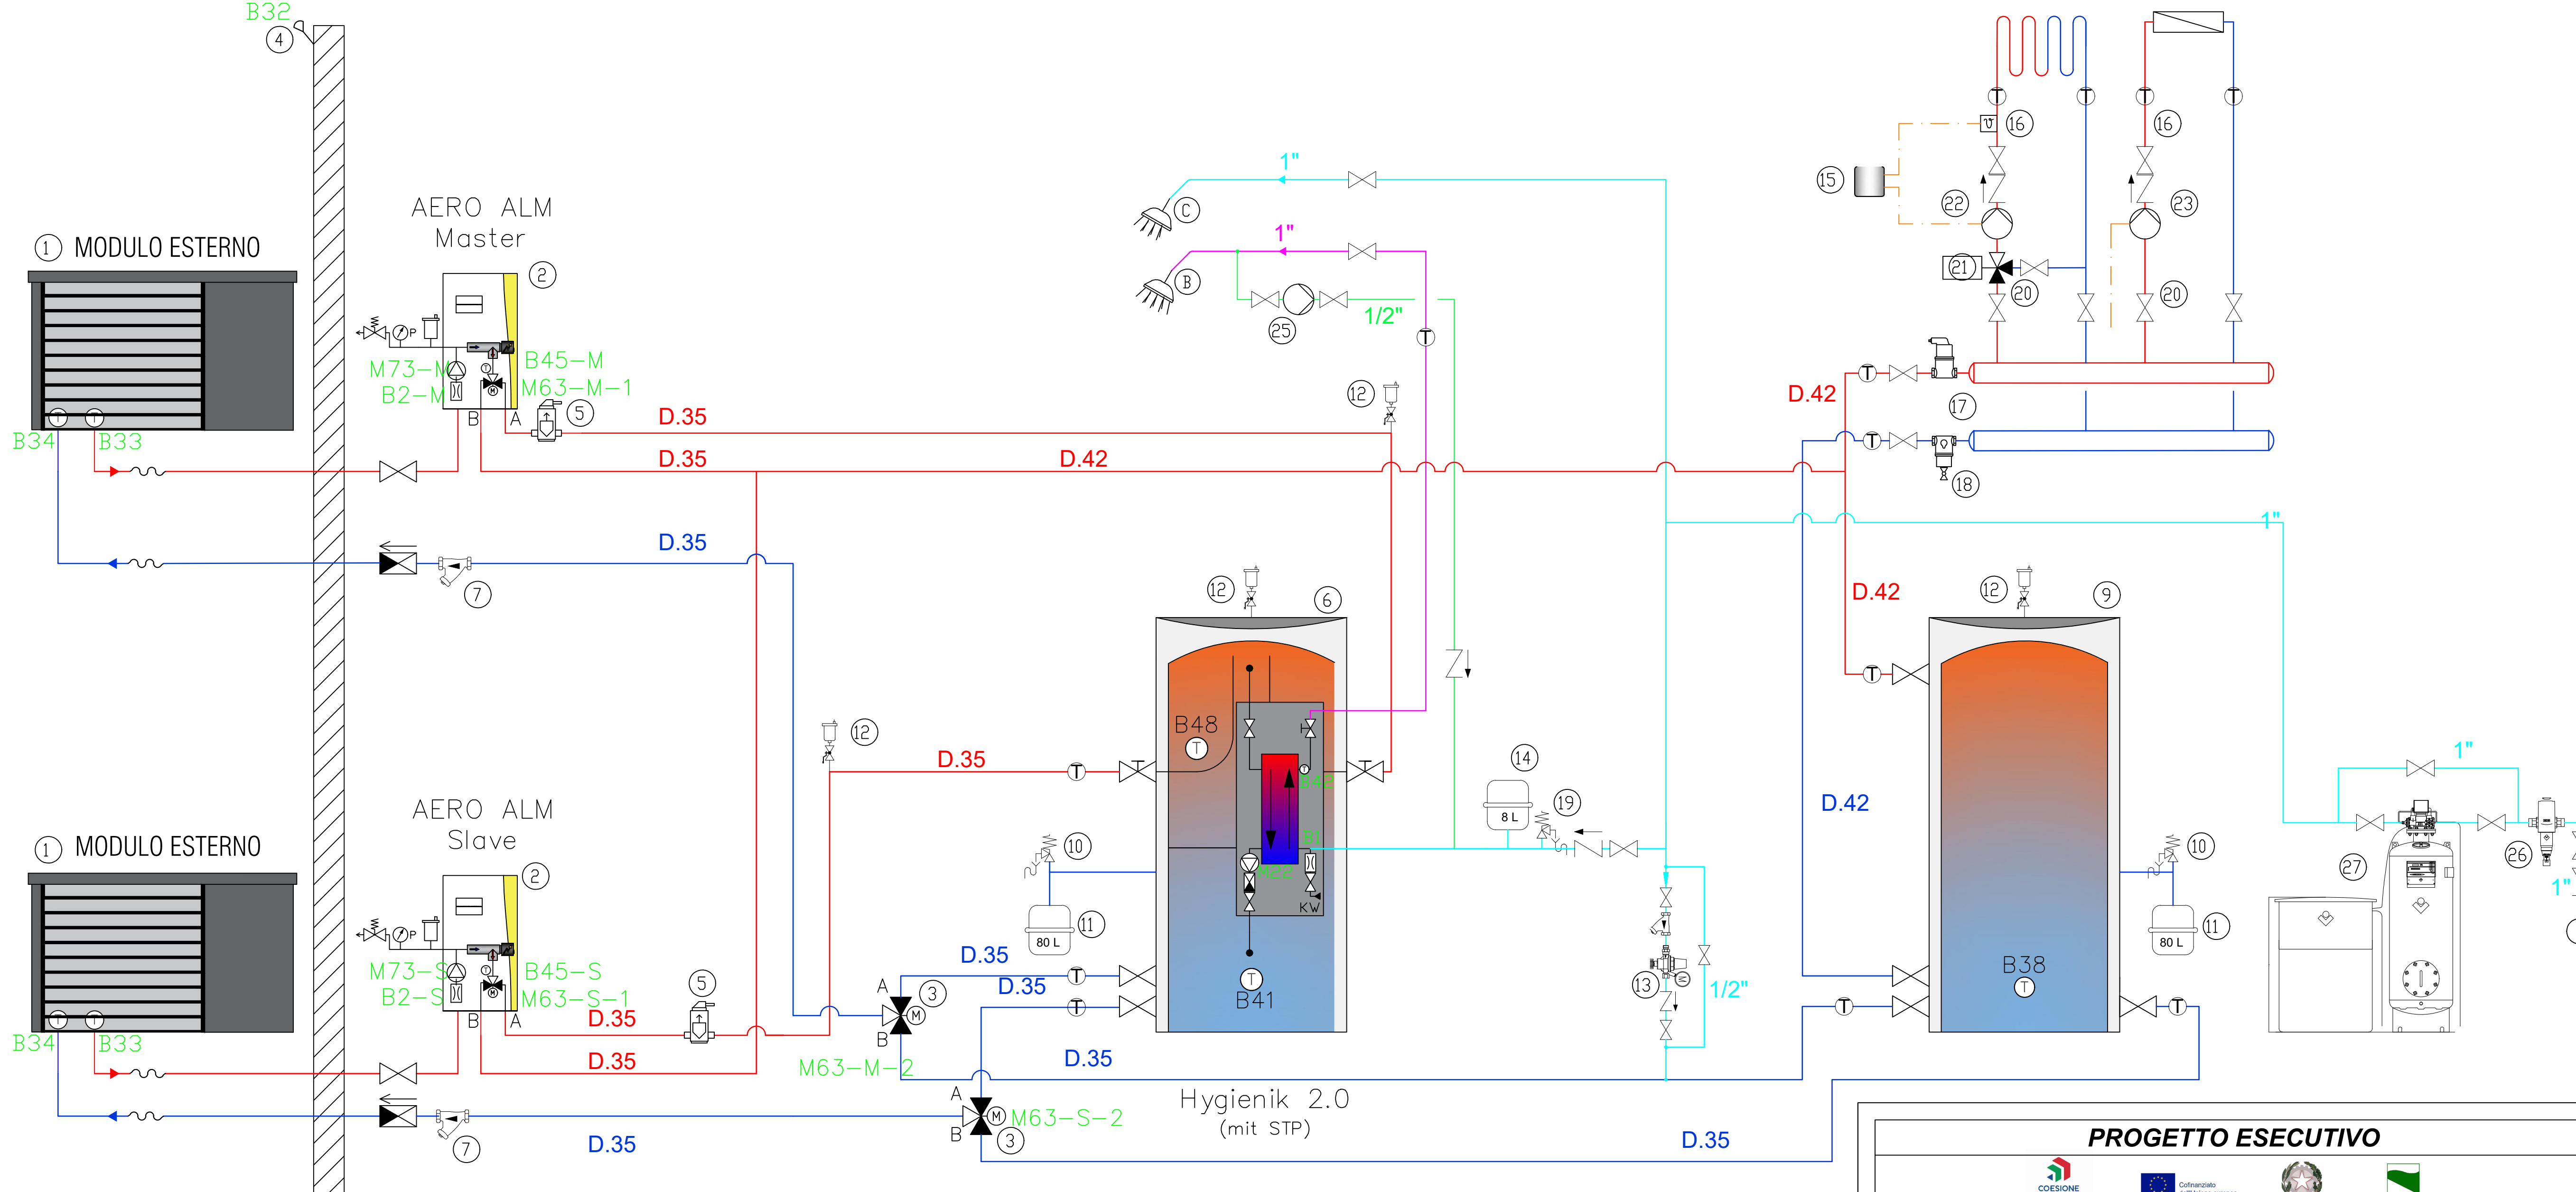 B32
4
1 MODULO ESTERNO
AERO ALM
Master
2
P
M73-M
B2-M
B45-M
M63-M-1
T
M
B
A
5
T
T
B34
B33
D.35
D.35
D.42
D.35
7
1"
C
1"
B
25
1/2"
T
12
15
T
T
T
T
16
16
22
23
21
20
20
D.42
T
17
T
18
1"
D.42
12
6
12
9
T
B48
T
12
D.35
T
14
8 L
19
10
11
80 L
KW
D.35
T
D.35
T
T
B41
13
1/2"
D.42
B38
T
T
T
10
11
80 L
1"
27
26
1"
1 MODULO ESTERNO
AERO ALM
Slave
2
P
M73-S
B2-S
B45-S
M63-S-1
T
M
B
A
D.35
5
T
T
B34
B33
D.35
A
3
M
B
M63-M-2
D.35
A
M
M63-S-2
B
3
7
D.35
Hygienik 2.0
(mit STP)
D.35
PROGETTO ESECUTIVO
COESIONE
Cofinanziato